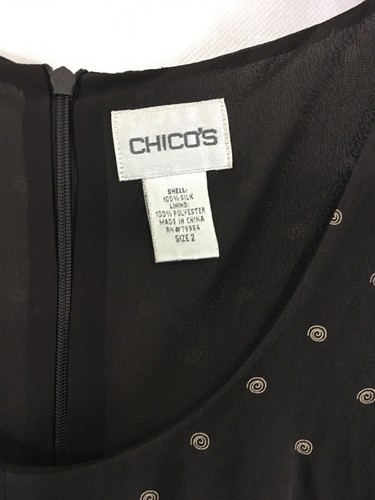 CHICO'S
SHELL:
100% SILK
LINING:
100% POLYESTER
MADE IN CHINA
RN#79984
SIZE 2